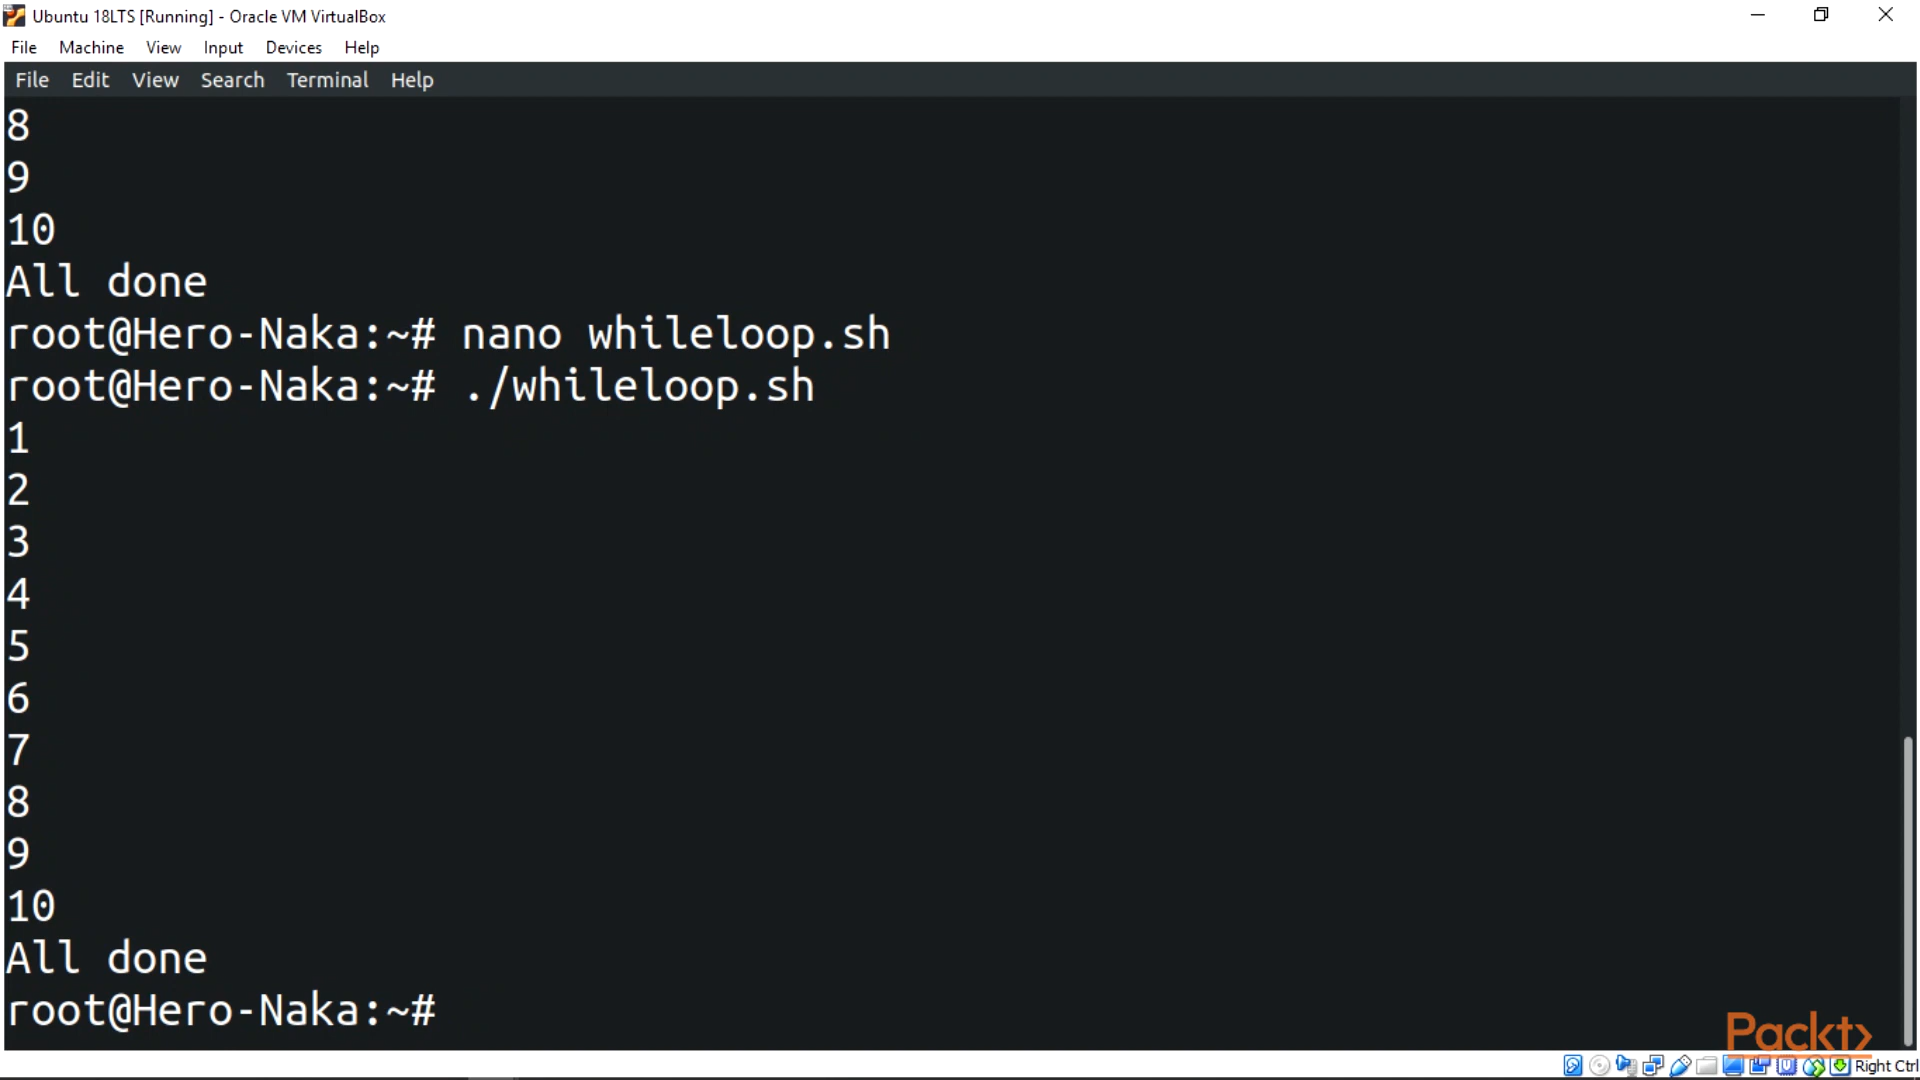 Ubuntu 18LTS [Running] - Oracle VM VirtualBox
File Machine View Input Devices Help
File Edit View Search Terminal Help
8
9
10
All done
root@Hero-Naka:~# nano whileloop.sh
root@Hero-Naka:~# ./whileloop.sh
1
2
3
4
5
6
7
8
9
10
All done
root@Hero-Naka:~#
Packt>
Right Ctrl